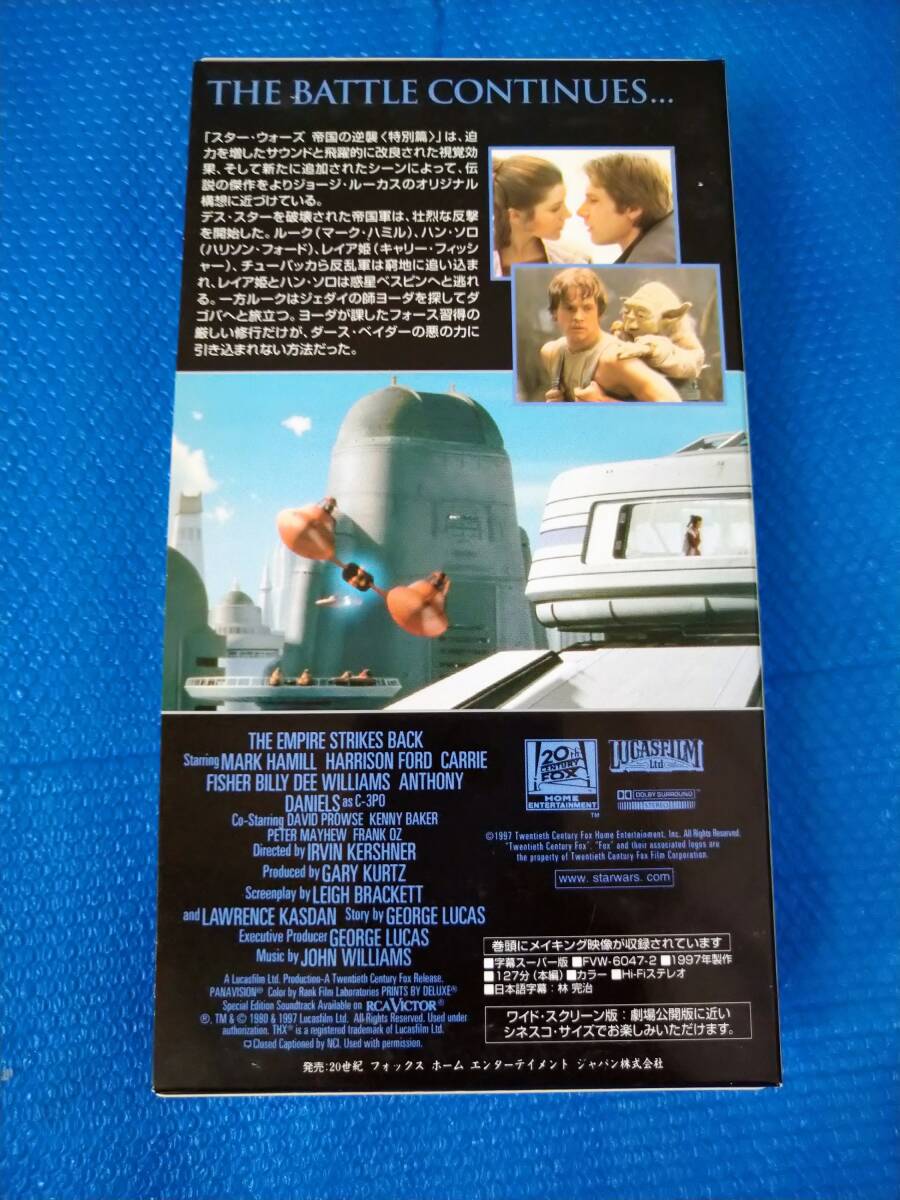 THE BATTLE CONTINUES...
「スター・ウォーズ 帝国の逆襲〈特別篇〉」は、迫
力を増したサウンドと飛躍的に改良された視覚効
果、そして新たに追加されたシーンによって、伝
説の傑作をよりジョージ・ルーカスのオリジナル
構想に近づけている。
デス・スターを破壊された帝国軍は、壮烈な反撃
を開始した。ルーク(マーク・ハミル)、ハン・ソロ
(ハリソン・フォード)、レイア姫(キャリー・フィッシ
ャー)、チューバッカら反乱軍は窮地に追い込ま
れ、レイア姫とハン・ソロは惑星ベスピンへと逃れ
る。一方ルークはジェダイの師ヨーダを探してダ
ゴバへと旅立つ。ヨーダが課したフォース習得の
厳しい修行だけが、ダース・ベイダーの悪の力に
引き込まれない方法だった。
THE EMPIRE STRIKES BACK
Starring MARK HAMILL HARRISON FORD CARRIE
FISHER BILLY DEE WILLIAMS ANTHONY
DANIELS as C-3PO
Co-Starring DAVID PROWSE KENNY BAKER
PETER MAYHEW FRANK OZ
Directed by IRVIN KERSHNER
Produced by GARY KURTZ
Screenplay by LEIGH BRACKETT
and LAWRENCE KASDAN Story by GEORGE LUCAS
Executive Producer GEORGE LUCAS
Music by JOHN WILLIAMS
A Lucasfilm Ltd. Production-A Twentieth Century Fox Release.
PANAVISION® Color by Rank Film Laboratories PRINTS BY DELUXE®
Special Edition Soundtrack Available on RCA VICTOR®
®, TM & © 1980 & 1997 Lucasfilm Ltd. All Rights Reserved. Used under
authorization. THX® is a registered trademark of Lucasfilm Ltd.
Closed Captioned by NCI. Used with permission.
20th
CENTURY
FOX
HOME
ENTERTAINMENT
TM
LUCASFILM
Ltd
DOLBY SURROUND
STEREO
©1997 Twentieth Century Fox Home Entertainment, Inc. All Rights Reserved.
"Twentieth Century Fox", "Fox" and their associated logos are
the property of Twentieth Century Fox Film Corporation.
www. starwars. com
巻頭にメイキング映像が収録されています
■字幕スーパー版 ■FVW-6047-2 ■1997年製作
■127分(本編) ■カラー ■Hi-Fiステレオ
■日本語字幕:林 完治
ワイド・スクリーン版:劇場公開版に近い
シネスコ・サイズでお楽しみいただけます。
発売:20世紀 フォックス ホーム エンターテイメント ジャパン株式会社